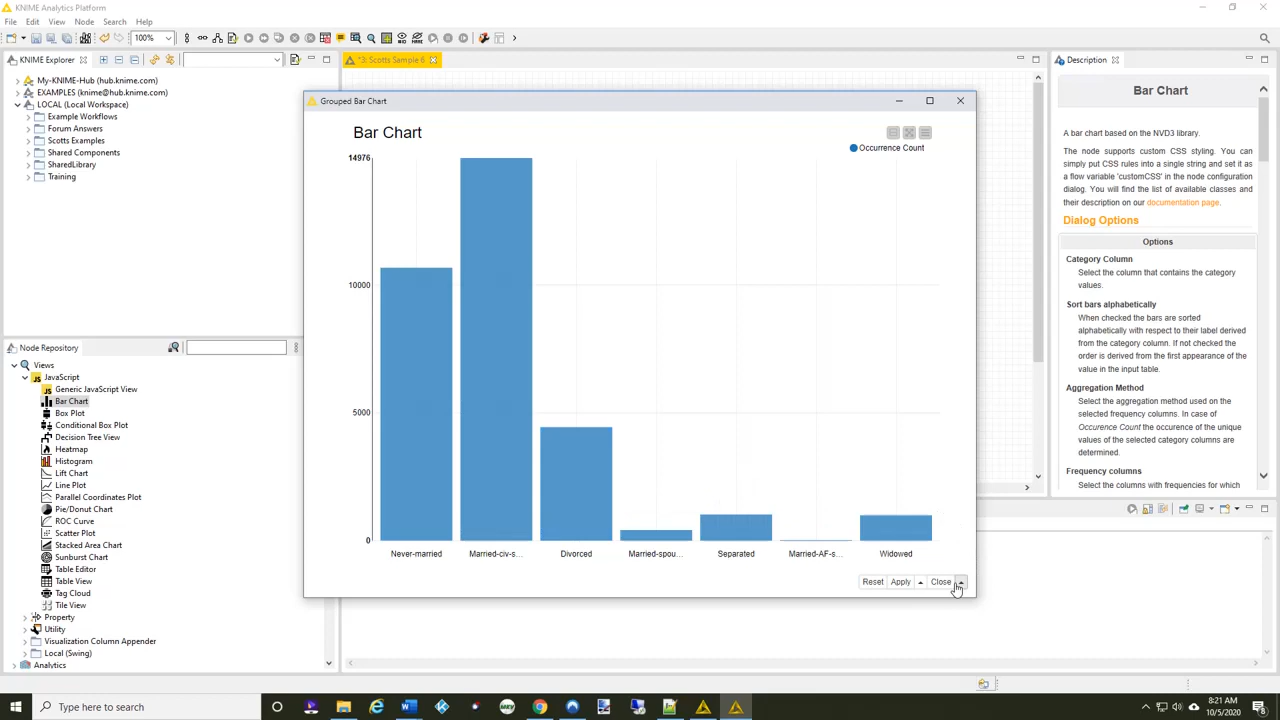 KNIME Analytics Platform
File Edit View Node Search Help
100%
KNIME Explorer
My-KNIME-Hub (hub.knime.com)
EXAMPLES (knime@hub.knime.com)
LOCAL (Local Workspace)
Example Workflows
Forum Answers
Scotts Examples
Shared Components
SharedLibrary
Training
Node Repository
Views
JavaScript
Generic JavaScript View
Bar Chart
Box Plot
Conditional Box Plot
Decision Tree View
Heatmap
Histogram
Lift Chart
Line Plot
Parallel Coordinates Plot
Pie/Donut Chart
ROC Curve
Scatter Plot
Stacked Area Chart
Sunburst Chart
Table Editor
Table View
Tag Cloud
Tile View
Property
Utility
Visualization Column Appender
Local (Swing)
Analytics
*3: Scotts Sample 6
Grouped Bar Chart
Bar Chart
Occurrence Count
14976
10000
5000
0
Never-married Married-civ-s... Divorced Married-spou... Separated Married-AF-s... Widowed
Reset Apply Close
Description
Bar Chart
A bar chart based on the NVD3 library.
The node supports custom CSS styling. You can
simply put CSS rules into a single string and set it as
a flow variable 'customCSS' in the node configuration
dialog. You will find the list of available classes and
their description on our documentation page.
Dialog Options
Options
Category Column
Select the column that contains the category
values.
Sort bars alphabetically
When checked the bars are sorted
alphabetically with respect to their label derived
from the category column. If not checked the
order is derived from the first appearance of the
value in the input table.
Aggregation Method
Select the aggregation method used on the
selected frequency columns. In case of
Occurence Count the occurence of the unique
values of the selected category columns are
determined.
Frequency columns
Select the columns with frequencies for which
Type here to search
8:21 AM
10/5/2020